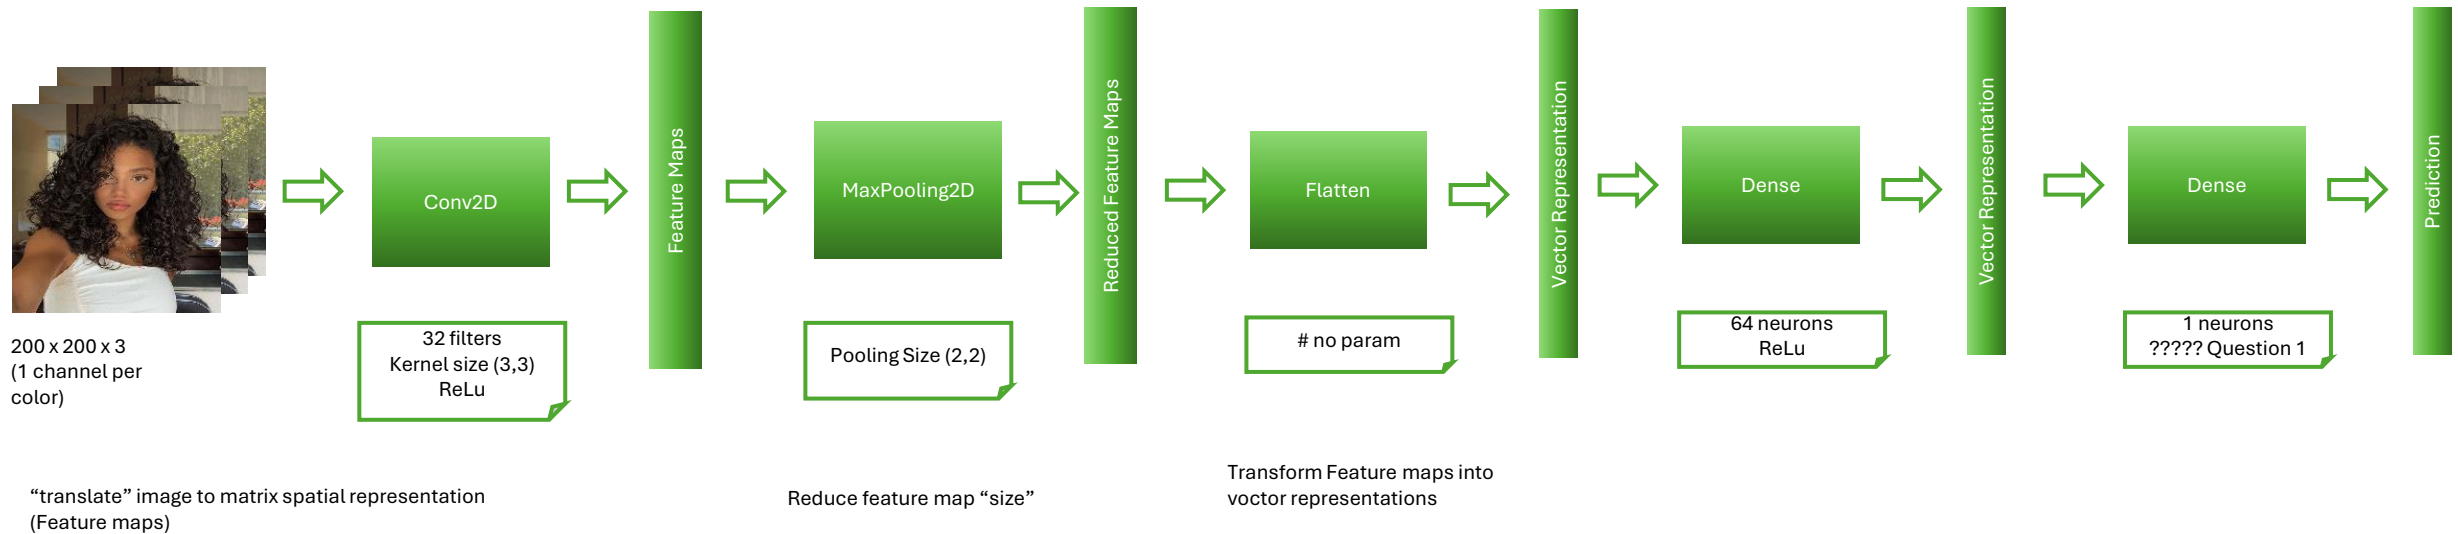 200 x 200 x 3
(1 channel per
color)
Conv2D
32 filters
Kernel size (3,3)
ReLu
“translate” image to matrix spatial representation
(Feature maps)
Feature Maps
MaxPooling2D
Pooling Size (2,2)
Reduce feature map “size”
Reduced Feature Maps
Flatten
# no param
Transform Feature maps into
voctor representations
Vector Representation
Dense
64 neurons
ReLu
Vector Representation
Dense
1 neurons
????? Question 1
Prediction